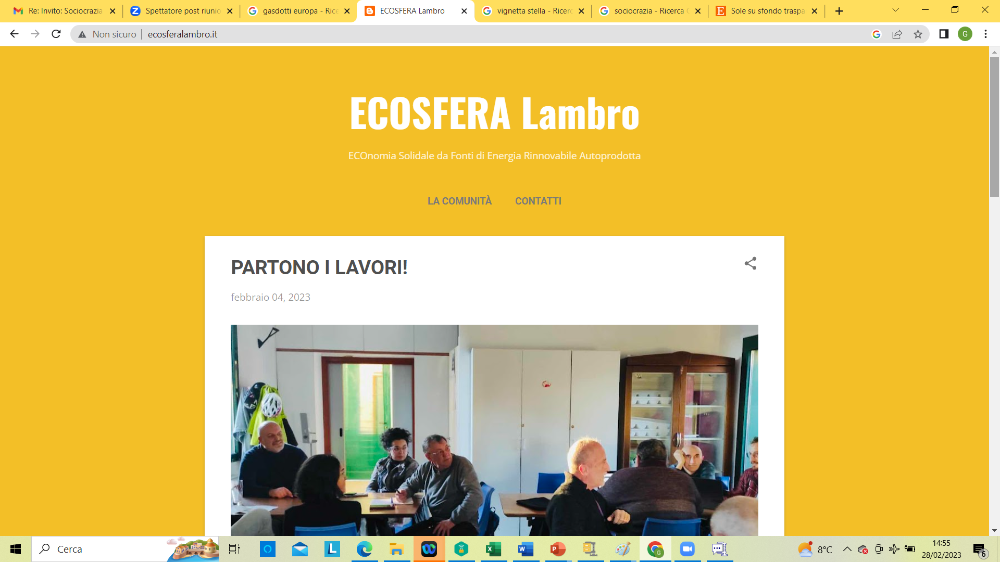 Re: Invito: Sociocrazia
Spettatore post riunio
gasdotti europa - Rice
ECOSFERA Lambro
vignetta stella - Ricerc
sociocrazia - Ricerca
Sole su sfondo traspa
Non sicuro
ecosferalambro.it
G
ECOSFERA Lambro
ECOnomia Solidale da Fonti di Energia Rinnovabile Autoprodotta
LA COMUNITÀ CONTATTI
PARTONO I LAVORI!
febbraio 04, 2023
Cerca
8°C
14:55
28/02/2023
6